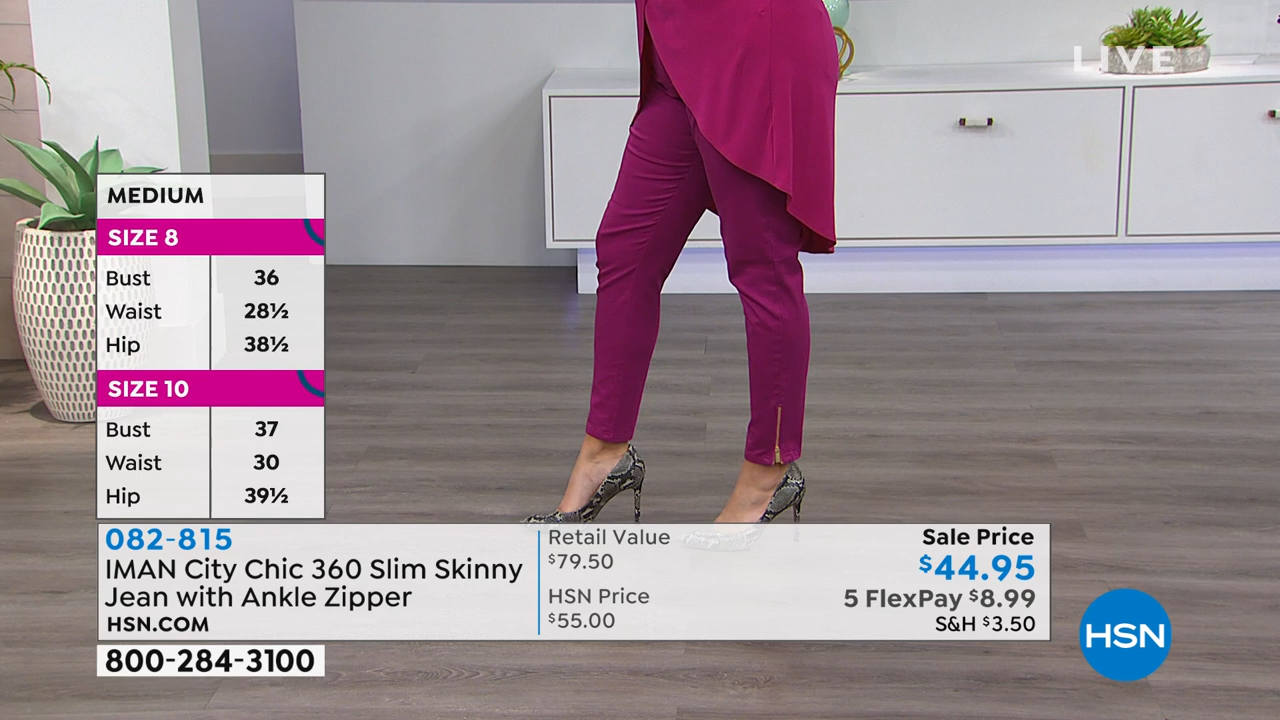 LIVE
MEDIUM
SIZE 8
Bust 36
Waist 28½
Hip 38½
SIZE 10
Bust 37
Waist 30
Hip 39½
082-815
IMAN City Chic 360 Slim Skinny
Jean with Ankle Zipper
HSN.COM
Retail Value
$79.50
HSN Price
$55.00
Sale Price
$44.95
5 FlexPay $8.99
S&H $3.50
800-284-3100
HSN